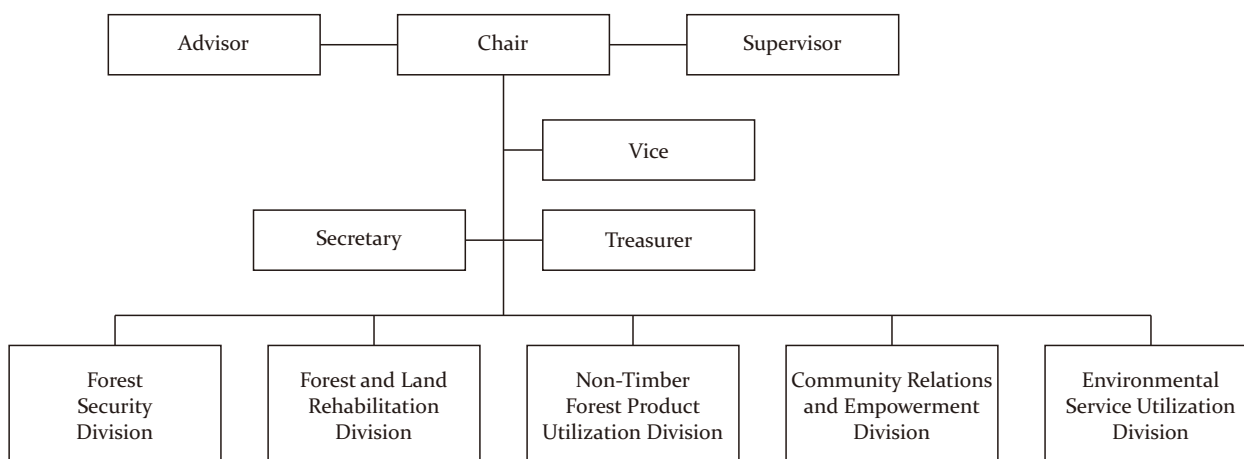 Advisor
Chair
Supervisor
Vice
Secretary
Treasurer
Forest
Security
Division
Forest and Land
Rehabilitation
Division
Non-Timber
Forest Product
Utilization Division
Community Relations
and Empowerment
Division
Environmental
Service Utilization
Division